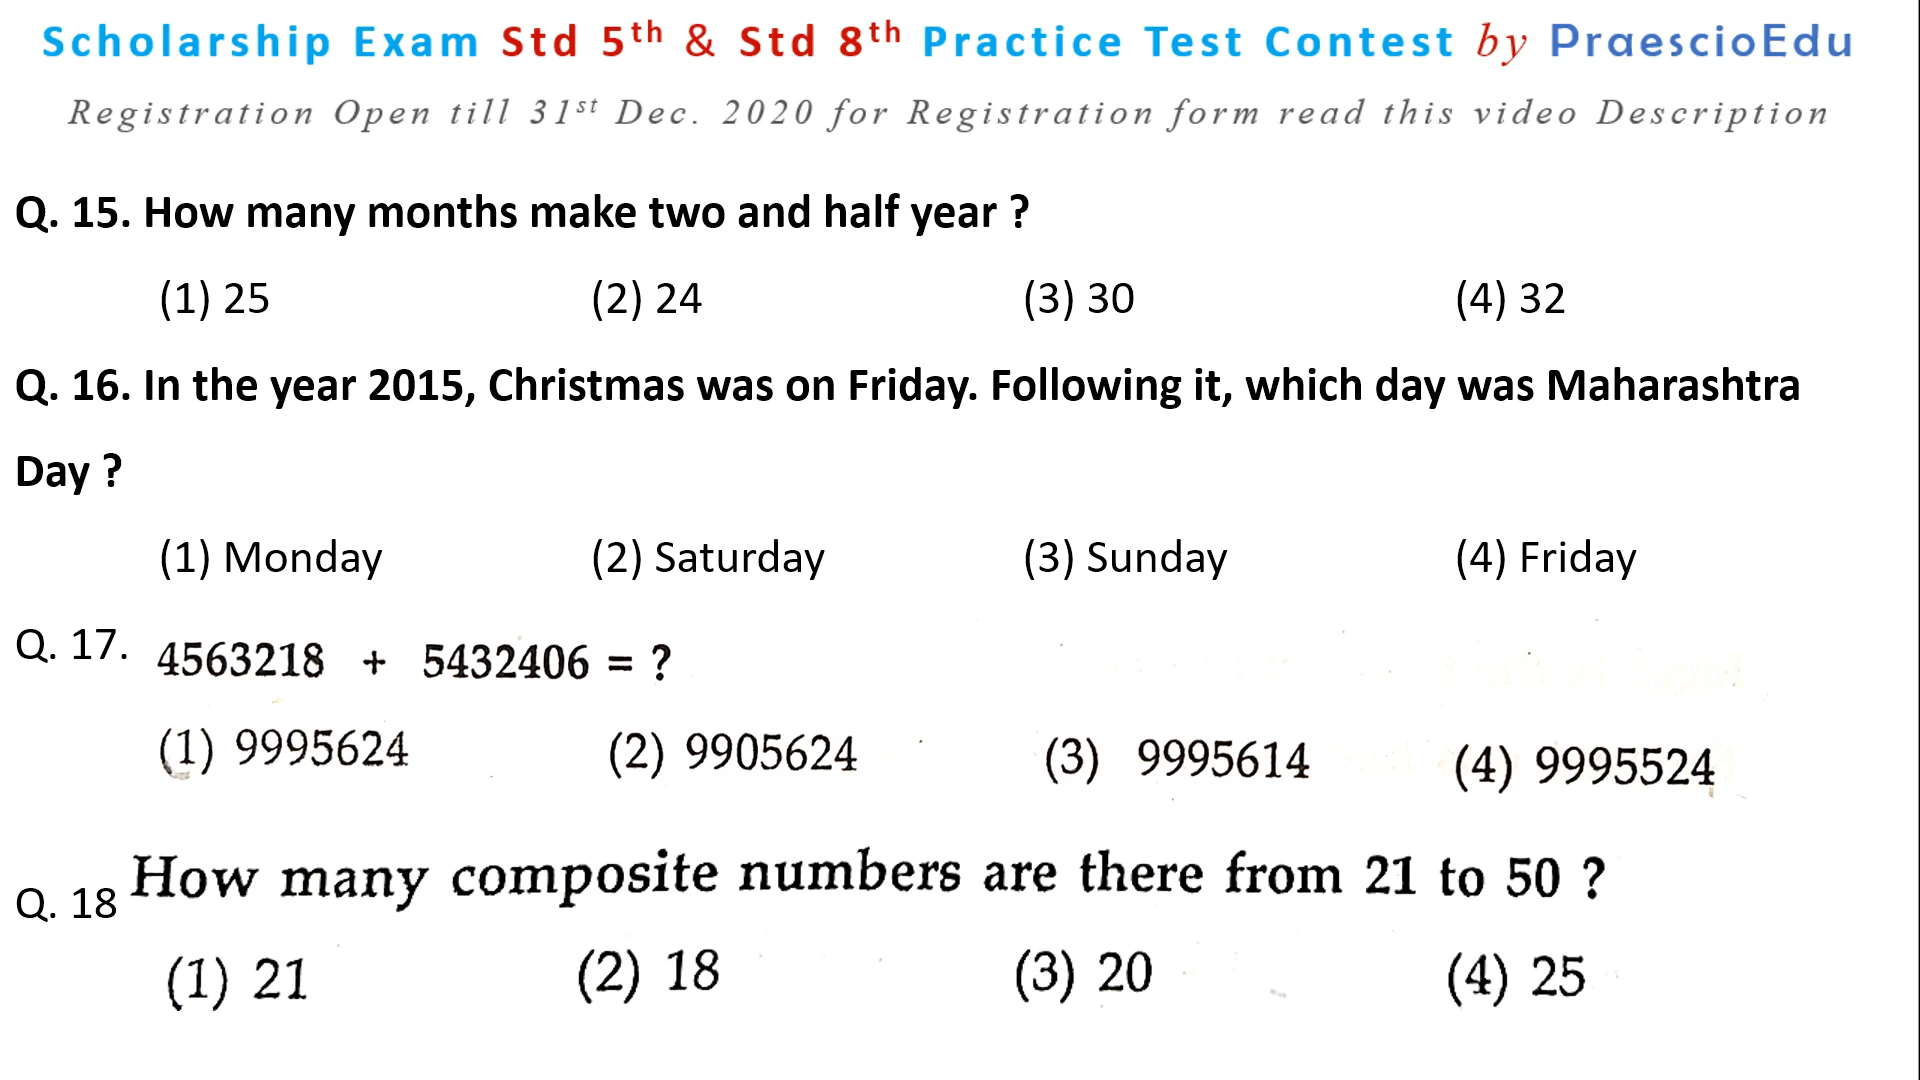 Scholarship Exam Std 5th & Std 8th Practice Test Contest by PraescioEdu
Registration Open till 31st Dec. 2020 for Registration form read this video Description
Q. 15. How many months make two and half year ?
(1) 25 (2) 24 (3) 30 (4) 32
Q. 16. In the year 2015, Christmas was on Friday. Following it, which day was Maharashtra
Day ?
(1) Monday (2) Saturday (3) Sunday (4) Friday
Q. 17. 4563218 + 5432406 = ?
(1) 9995624 (2) 9905624 (3) 9995614 (4) 9995524
Q. 18 How many composite numbers are there from 21 to 50 ?
(1) 21 (2) 18 (3) 20 (4) 25